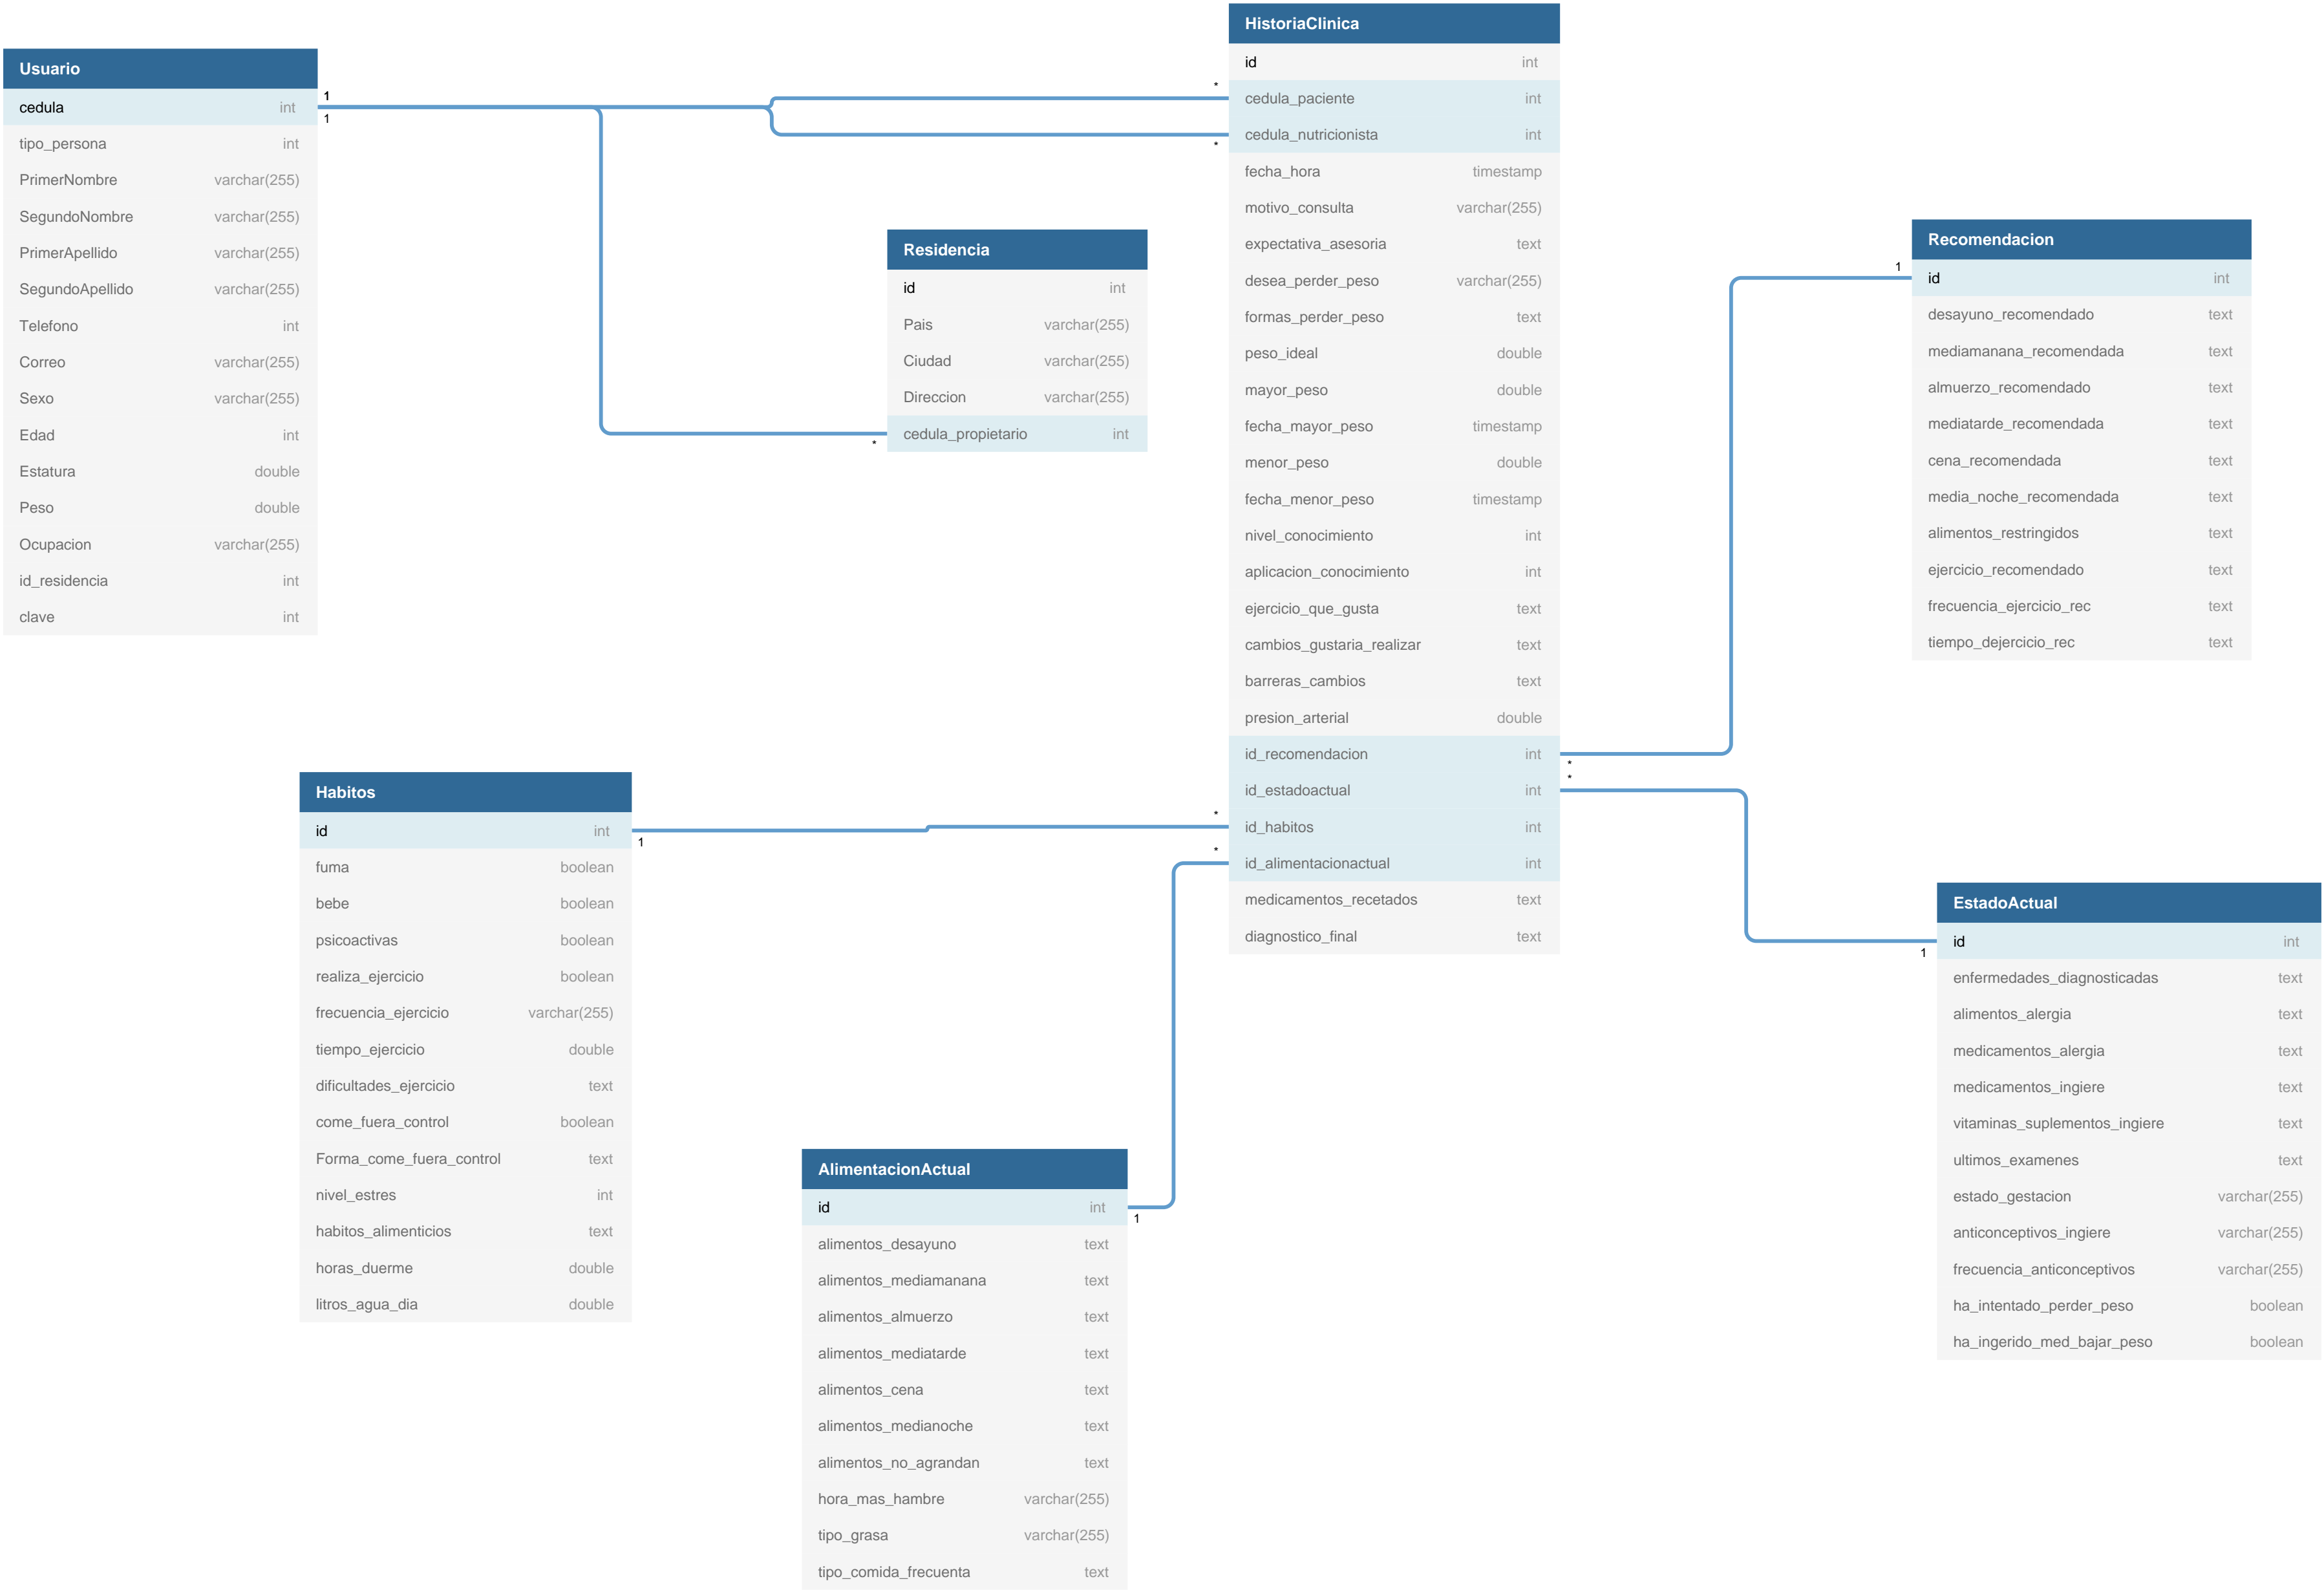 Usuario
cedula int
tipo_persona int
PrimerNombre varchar(255)
SegundoNombre varchar(255)
PrimerApellido varchar(255)
SegundoApellido varchar(255)
Telefono int
Correo varchar(255)
Sexo varchar(255)
Edad int
Estatura double
Peso double
Ocupacion varchar(255)
id_residencia int
clave int
1
1
*
*
*
Residencia
id int
Pais varchar(255)
Ciudad varchar(255)
Direccion varchar(255)
cedula_propietario int
HistoriaClinica
id int
cedula_paciente int
cedula_nutricionista int
fecha_hora timestamp
motivo_consulta varchar(255)
expectativa_asesoria text
desea_perder_peso varchar(255)
formas_perder_peso text
peso_ideal double
mayor_peso double
fecha_mayor_peso timestamp
menor_peso double
fecha_menor_peso timestamp
nivel_conocimiento int
aplicacion_conocimiento int
ejercicio_que_gusta text
cambios_gustaria_realizar text
barreras_cambios text
presion_arterial double
id_recomendacion int
id_estadoactual int
id_habitos int
id_alimentacionactual int
medicamentos_recetados text
diagnostico_final text
*
*
*
*
1
Recomendacion
id int
desayuno_recomendado text
mediamanana_recomendada text
almuerzo_recomendado text
mediatarde_recomendada text
cena_recomendada text
media_noche_recomendada text
alimentos_restringidos text
ejercicio_recomendado text
frecuencia_ejercicio_rec text
tiempo_dejercicio_rec text
Habitos
id int
fuma boolean
bebe boolean
psicoactivas boolean
realiza_ejercicio boolean
frecuencia_ejercicio varchar(255)
tiempo_ejercicio double
dificultades_ejercicio text
come_fuera_control boolean
Forma_come_fuera_control text
nivel_estres int
habitos_alimenticios text
horas_duerme double
litros_agua_dia double
1
AlimentacionActual
id int
alimentos_desayuno text
alimentos_mediamanana text
alimentos_almuerzo text
alimentos_mediatarde text
alimentos_cena text
alimentos_medianoche text
alimentos_no_agrandan text
hora_mas_hambre varchar(255)
tipo_grasa varchar(255)
tipo_comida_frecuenta text
1
EstadoActual
id int
enfermedades_diagnosticadas text
alimentos_alergia text
medicamentos_alergia text
medicamentos_ingiere text
vitaminas_suplementos_ingiere text
ultimos_examenes text
estado_gestacion varchar(255)
anticonceptivos_ingiere varchar(255)
frecuencia_anticonceptivos varchar(255)
ha_intentado_perder_peso boolean
ha_ingerido_med_bajar_peso boolean
1